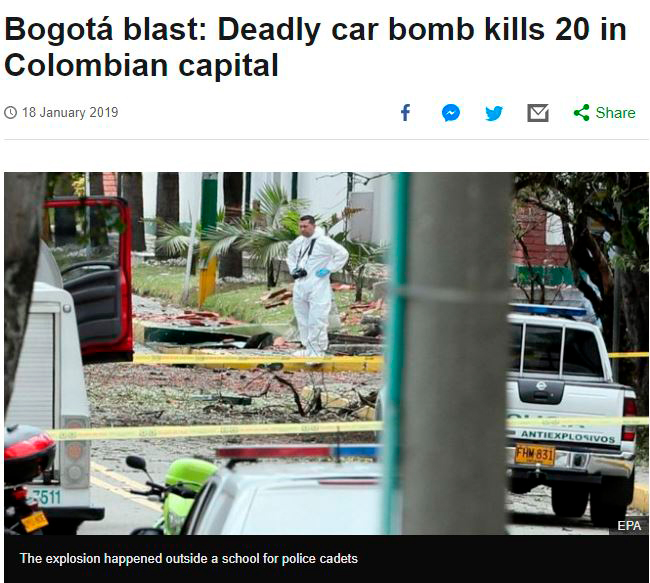 Bogotá blast: Deadly car bomb kills 20 in
Colombian capital
18 January 2019
Share
7511
ANTIEXPLOSIVOS
FHM 831
EPA
The explosion happened outside a school for police cadets